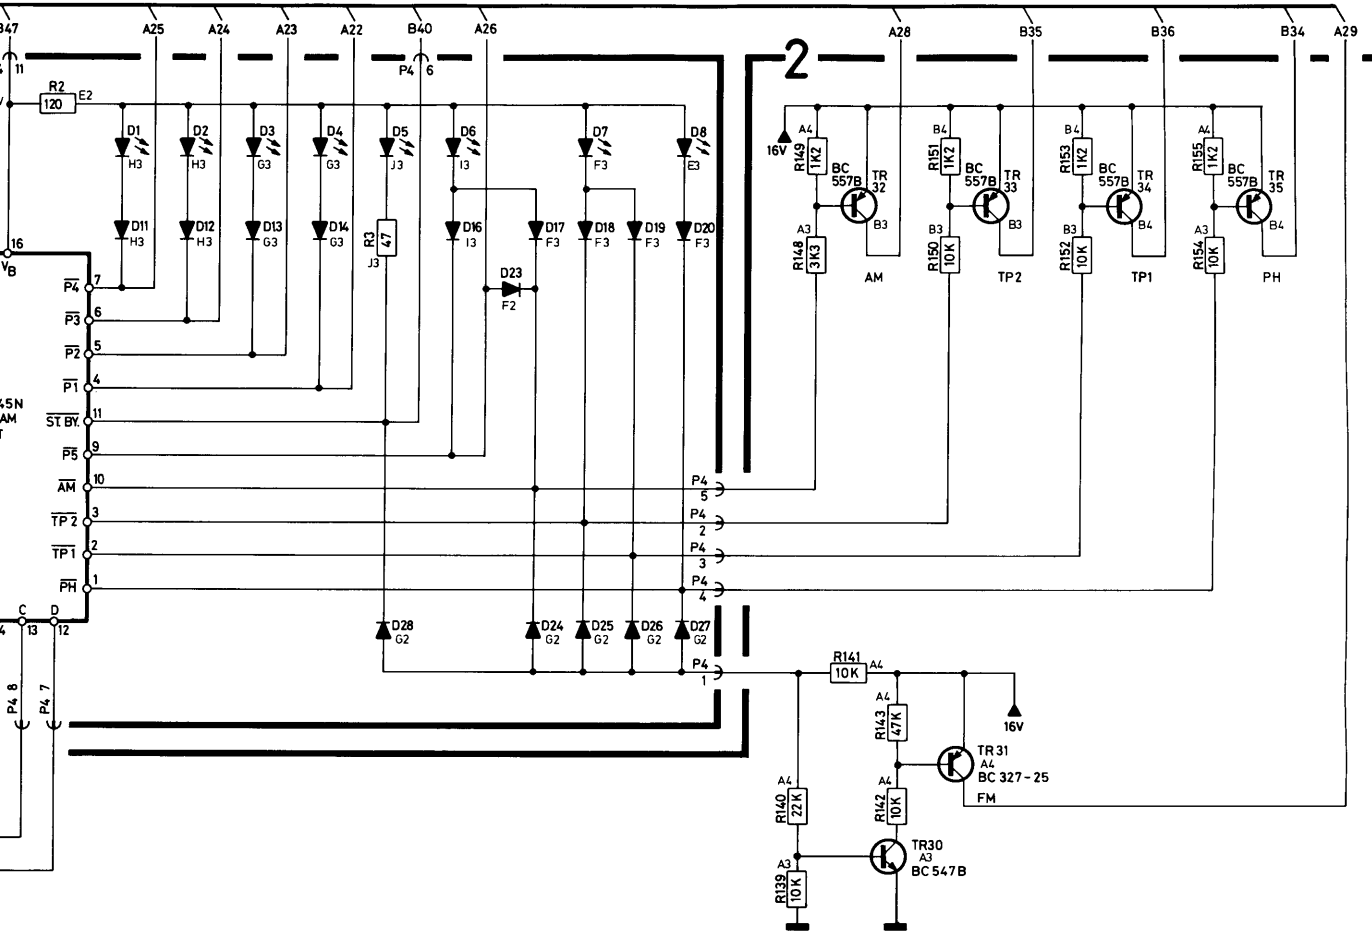 B47 A25 A24 A23 A22 B40 A26 A28 B35 B36 B34 A29
11 P4 6 2
R2
120 E2
D1 D2 D3 D4 D5 D6 D7 D8
H3 H3 G3 G3 J3 I3 F3 E3
16V
A4 B4 B4 A4
R149 1K2 R151 1K2 R153 1K2 R155 1K2
BC 557B TR 32 BC 557B TR 33 BC 557B TR 34 BC 557B TR 35
B3 B3 B4 B4
D11 D12 D13 D14 R3 47 D16 D17 D18 D19 D20
H3 H3 G3 G3 J3 I3 F3 F3 F3 F3
A3 B3 B3 A3
R148 3K3 R150 10K R152 10K R154 10K
AM TP2 TP1 PH
16
VB
D23
F2
P4 7
P3 6
P2 5
P1 4
45N
AM
T
ST. BY. 11
P5 9
AM 10 P4 5
TP2 3 P4 2
TP1 2 P4 3
PH 1 P4 4
C D
4 13 12
D28 D24 D25 D26 D27
G2 G2 G2 G2 G2
P4 1
R141 A4
10K
P4 8 P4 7
A4
R143 47K
16V
TR31
A4
BC 327-25
FM
A4 A4
R140 22K R142 10K
TR30
A3
BC 547B
A3
R139 10K